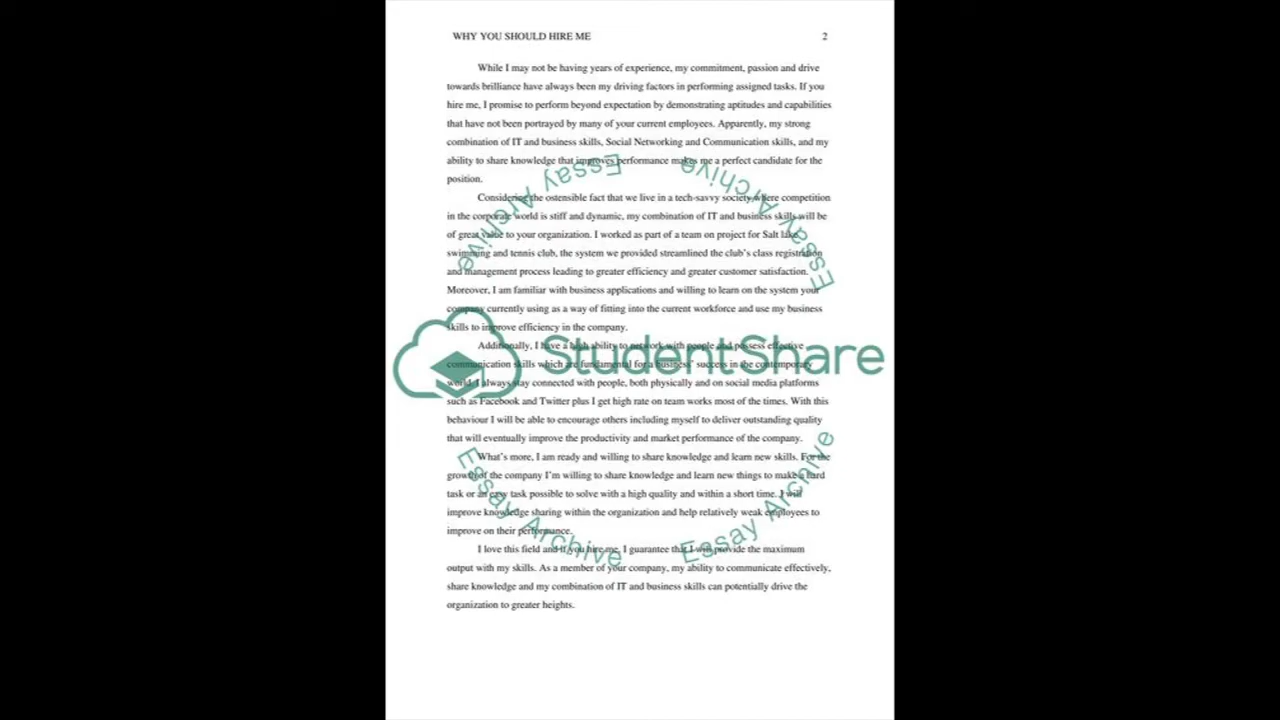 WHY YOU SHOULD HIRE ME 2
While I may not be having years of experience, my commitment, passion and drive
towards brilliance have always been my driving factors in performing assigned tasks. If you
hire me, I promise to perform beyond expectation by demonstrating aptitudes and capabilities
that have not been portrayed by many of your current employees. Apparently, my strong
combination of IT and business skills, Social Networking and Communication skills, and my
ability to share knowledge that improves performance makes me a perfect candidate for the
position.
Considering the ostensible fact that we live in a tech-savvy society where competition
in the corporate world is stiff and dynamic, my combination of IT and business skills will be
of great value to your organization. I worked as part of a team on project for Salt lake
swimming and tennis club, the system we provided streamlined the club's class registration
and management process leading to greater efficiency and greater customer satisfaction.
Moreover, I am familiar with business applications and willing to learn on the system your
company currently using as a way of fitting into the current workforce and use my business
skills to improve efficiency in the company.
Additionally, I have a high ability to network with people and possess effective
communication skills which are fundamental for a business' success in the contemporary
world. I always stay connected with people, both physically and on social media platforms
such as Facebook and Twitter plus I get high rate on team works most of the times. With this
behaviour I will be able to encourage others including myself to deliver outstanding quality
that will eventually improve the productivity and market performance of the company.
What's more, I am ready and willing to share knowledge and learn new skills. For the
growth of the company I'm willing to share knowledge and learn new things to make a hard
task or an easy task possible to solve with a high quality and within a short time. I will
improve knowledge sharing within the organization and help relatively weak employees to
improve on their performance.
I love this field and if you hire me, I guarantee that I will provide the maximum
output with my skills. As a member of your company, my ability to communicate effectively,
share knowledge and my combination of IT and business skills can potentially drive the
organization to greater heights.
Essay Archive
Essay Archive
StudentShare
Essay Archive
Essay Archive